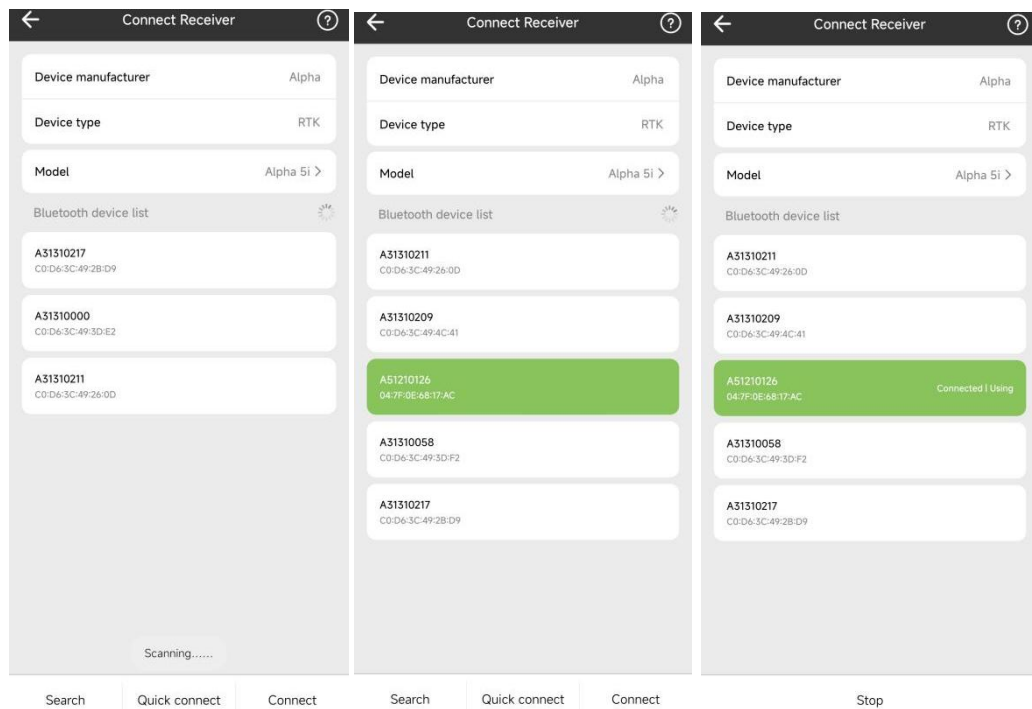 Connect Receiver
?
Device manufacturer Alpha
Device type RTK
Model Alpha 5i >
Bluetooth device list
A31310217
C0:D6:3C:49:2B:D9
A31310000
C0:D6:3C:49:3D:E2
A31310211
C0:D6:3C:49:26:0D
Scanning......
Search Quick connect Connect
Connect Receiver
?
Device manufacturer Alpha
Device type RTK
Model Alpha 5i >
Bluetooth device list
A31310211
C0:D6:3C:49:26:0D
A31310209
C0:D6:3C:49:4C:41
A51210126
04:7F:0E:68:17:AC
A31310058
C0:D6:3C:49:3D:F2
A31310217
C0:D6:3C:49:2B:D9
Search Quick connect Connect
Connect Receiver
?
Device manufacturer Alpha
Device type RTK
Model Alpha 5i >
Bluetooth device list
A31310211
C0:D6:3C:49:26:0D
A31310209
C0:D6:3C:49:4C:41
A51210126
04:7F:0E:68:17:AC Connected | Using
A31310058
C0:D6:3C:49:3D:F2
A31310217
C0:D6:3C:49:2B:D9
Stop